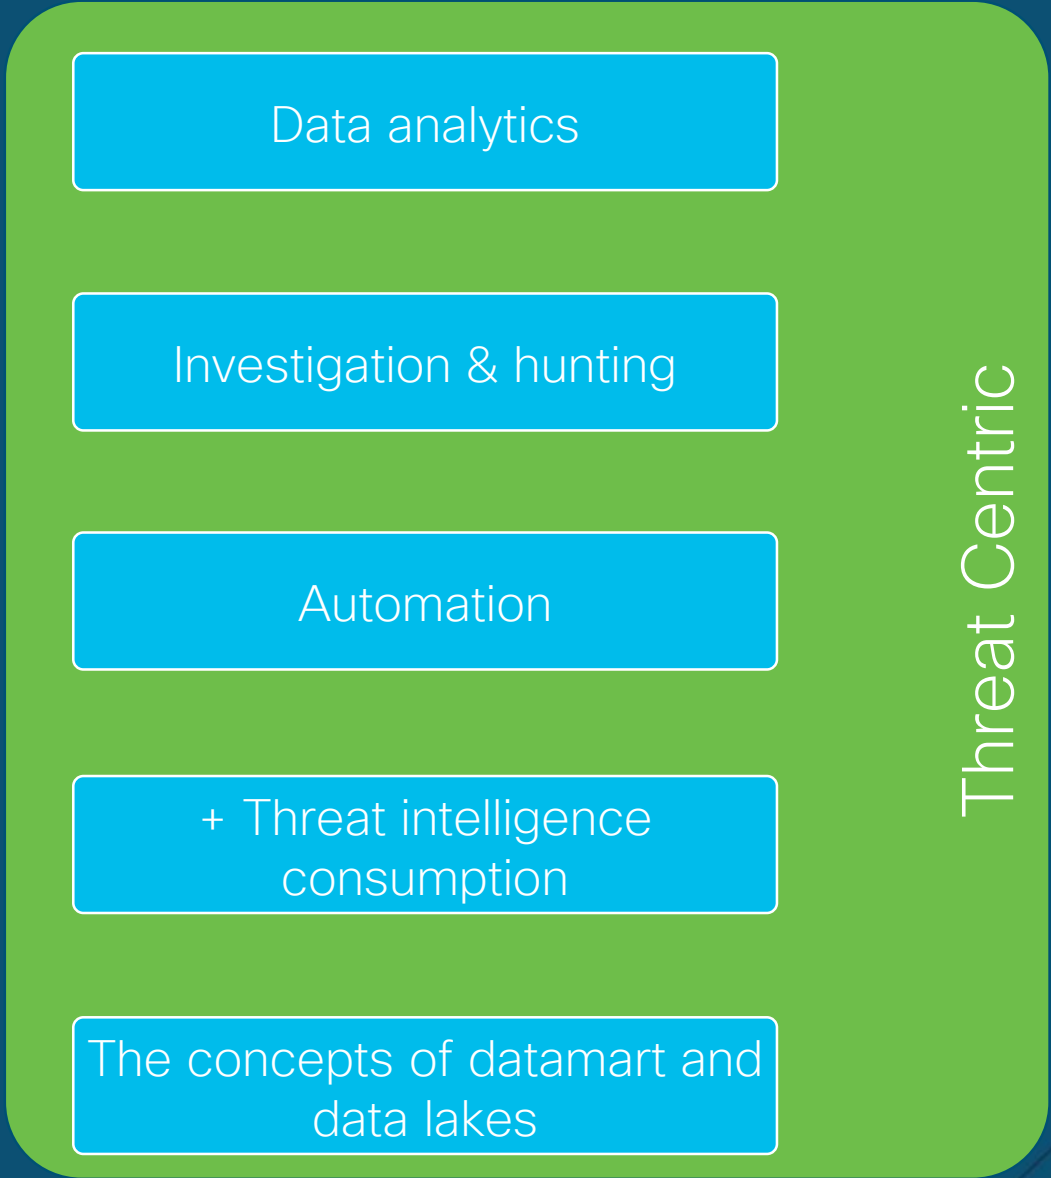 Data analytics
Investigation & hunting
Automation
+ Threat intelligence
consumption
The concepts of datamart and
data lakes
Threat Centric